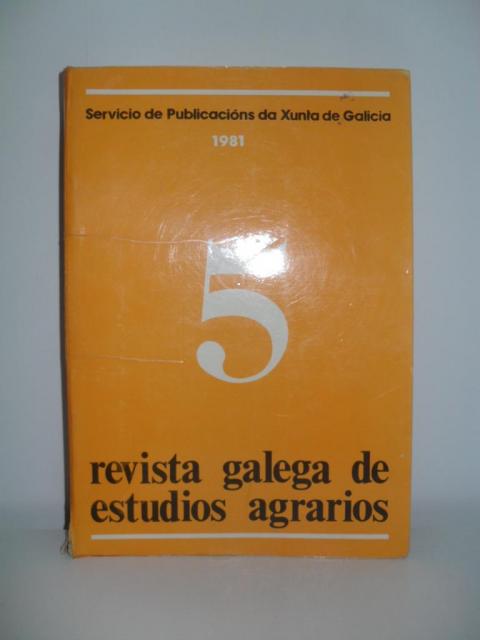 Servicio de Publicacións da Xunta de Galicia
1981
5
revista galega de
estudios agrarios